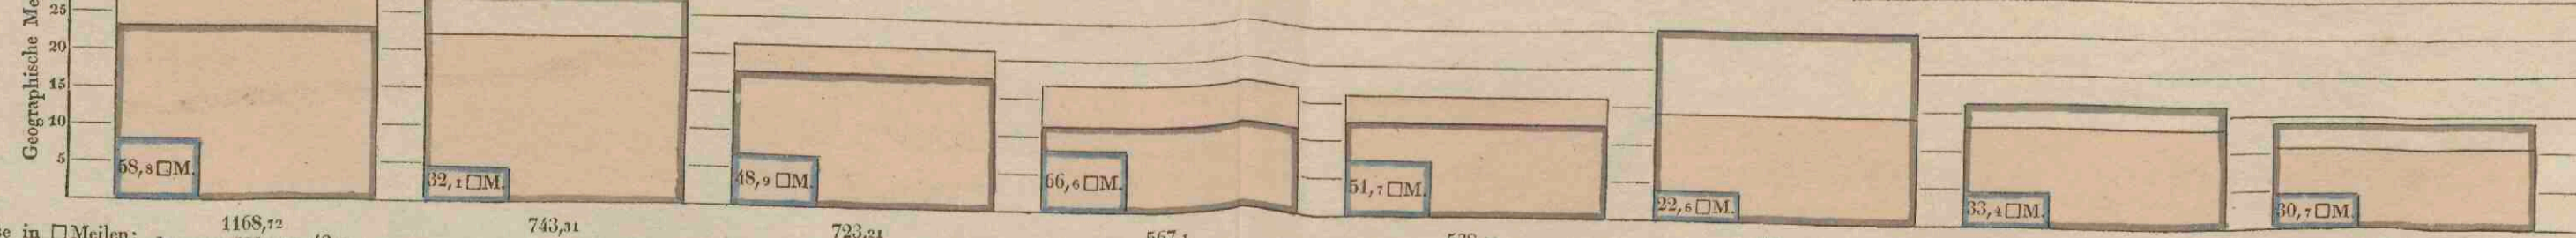 Geographische Me
25
20
15
10
5
58,8 □M.
32,1 □M.
48,9 □M.
66,6 □M.
51,7 □M.
22,6 □M.
33,4 □M.
30,7 □M.
1168,72
743,31
723,21
se in □Meilen: